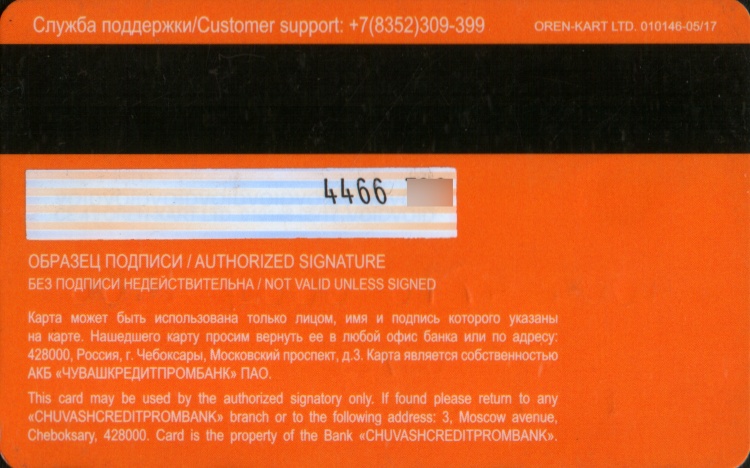 Служба поддержки/Customer support: +7(8352)309-399
OREN-KART LTD. 010146-05/17
4466
ОБРАЗЕЦ ПОДПИСИ / AUTHORIZED SIGNATURE
БЕЗ ПОДПИСИ НЕДЕЙСТВИТЕЛЬНА / NOT VALID UNLESS SIGNED
Карта может быть использована только лицом, имя и подпись которого указаны
на карте. Нашедшего карту просим вернуть ее в любой офис банка или по адресу:
428000, Россия, г. Чебоксары, Московский проспект, д.3. Карта является собственностью
АКБ «ЧУВАШКРЕДИТПРОМБАНК» ПАО.
This card may be used by the authorized signatory only. If found please return to any
«CHUVASHCREDITPROMBANK» branch or to the following address: 3, Moscow avenue,
Cheboksary, 428000. Card is the property of the Bank «CHUVASHCREDITPROMBANK».